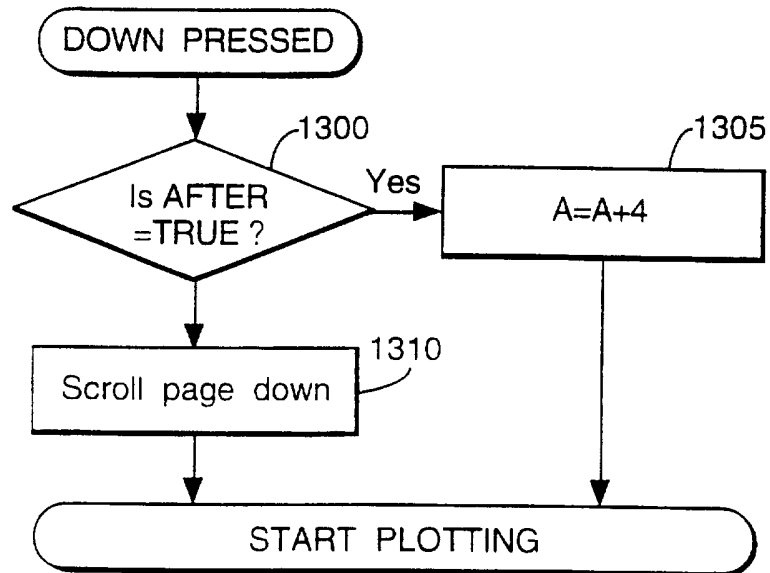 DOWN PRESSED
1300
Is AFTER
=TRUE ?
Yes
1305
A=A+4
1310
Scroll page down
START PLOTTING